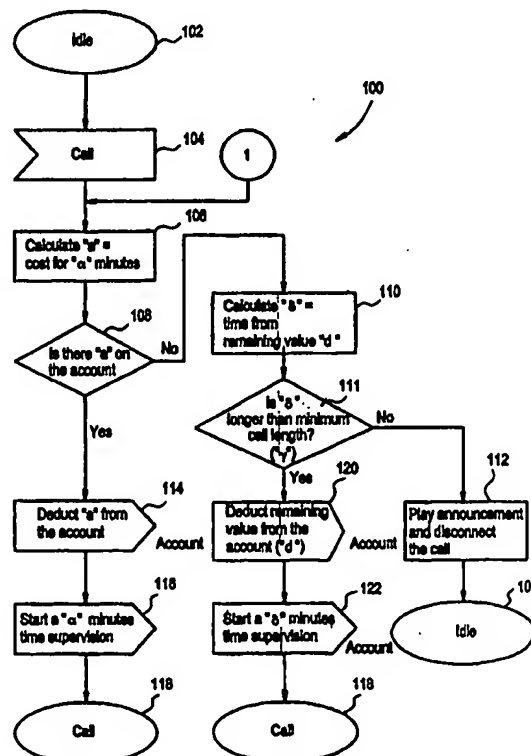 Idle
102
100
Call
104
1
106
Calculate "a" =
cost for "α" minutes
108
Is there "a" on
the account
No
Yes
Calculate "δ" =
time from
remaining value "d"
110
111
Is "δ"
longer than minimum
call length?
("γ")
No
Yes
114
Deduct "a" from
the account
Account
120
Deduct remaining
value from the
account ("d")
Account
112
Play announcement
and disconnect
the call
116
Start a "α" minutes
time supervision
122
Start a "δ" minutes
time supervision
Account
10
Idle
118
Call
118
Call